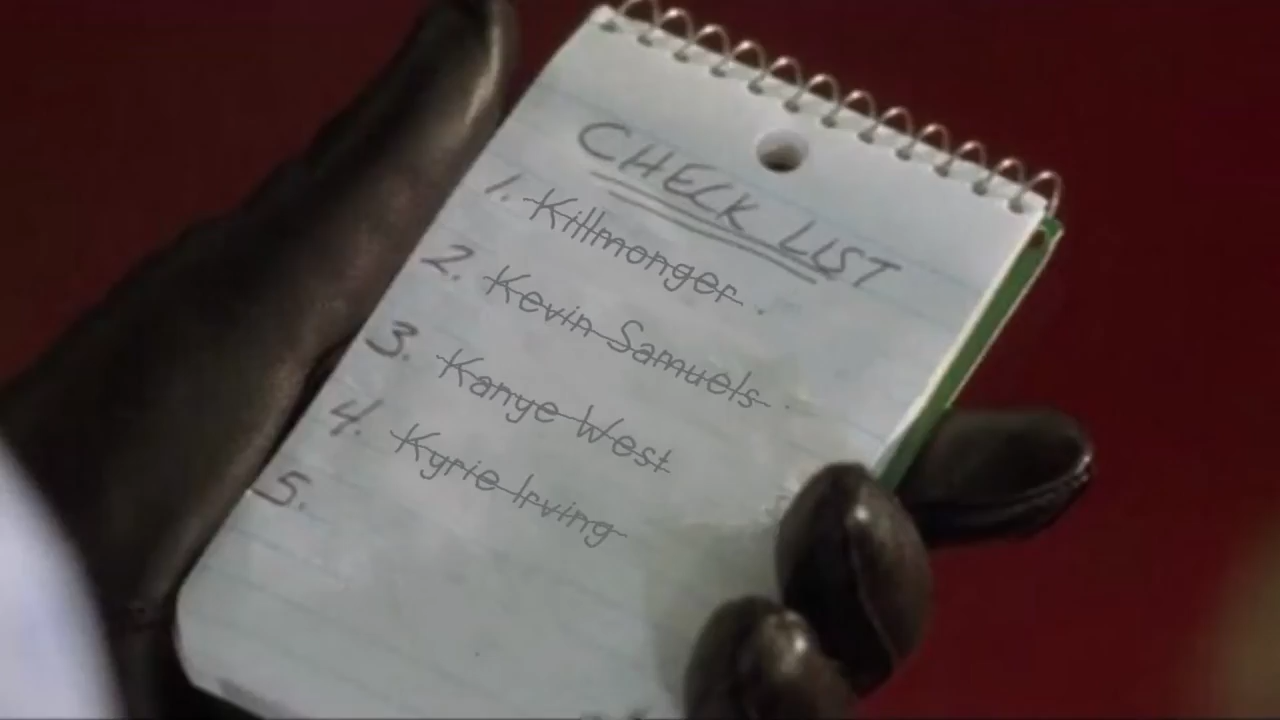 CHECK LIST
1. Killmonger
2. Kevin Samuels
3. Kanye West
4. Kyrie Irving
5.